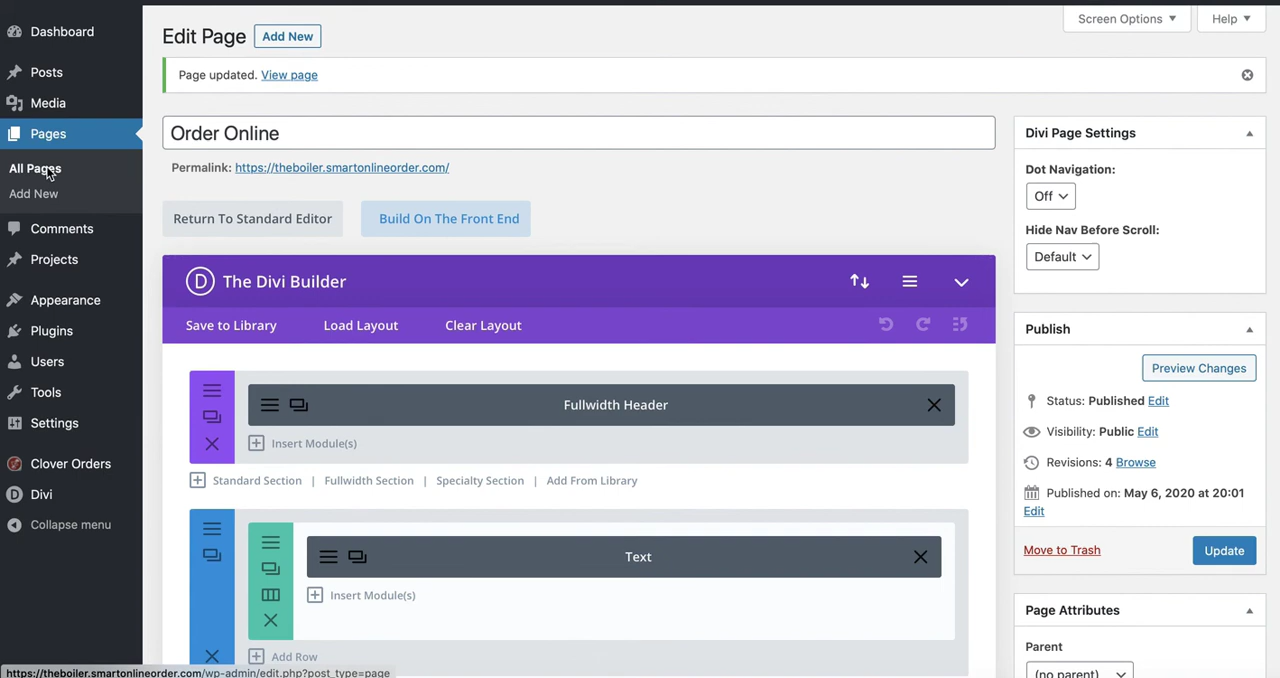 Dashboard
Posts
Media
Pages
All Pages
Add New
Comments
Projects
Appearance
Plugins
Users
Tools
Settings
Clover Orders
Divi
Collapse menu
Screen Options
Help
Edit Page Add New
Page updated. View page
Order Online
Permalink: https://theboiler.smartonlineorder.com/
Return To Standard Editor Build On The Front End
D The Divi Builder
Save to Library Load Layout Clear Layout
Fullwidth Header
Insert Module(s)
Standard Section | Fullwidth Section | Specialty Section | Add From Library
Text
Insert Module(s)
Add Row
Divi Page Settings
Dot Navigation:
Off
Hide Nav Before Scroll:
Default
Publish
Preview Changes
Status: Published Edit
Visibility: Public Edit
Revisions: 4 Browse
Published on: May 6, 2020 at 20:01
Edit
Move to Trash Update
Page Attributes
Parent
(no parent)
https://theboiler.smartonlineorder.com/wp-admin/edit.php?post_type=page